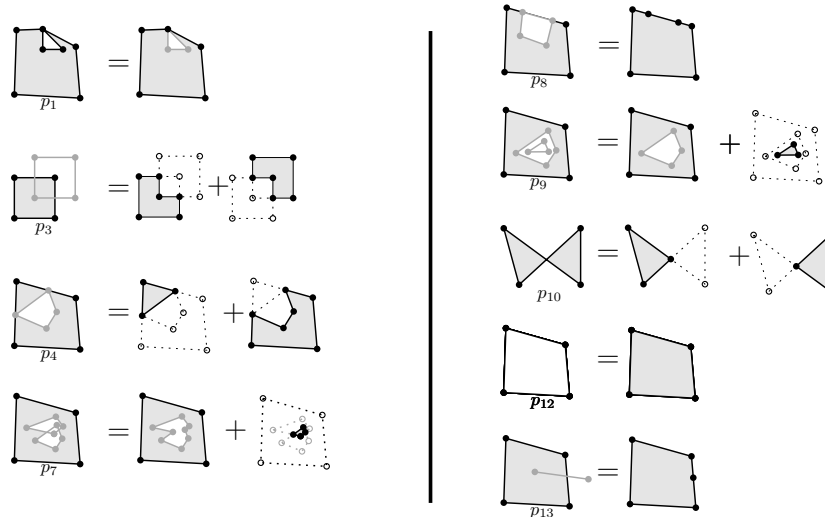 =
p1
= +
p3
= +
p4
= +
p7
=
p8
= +
p9
= +
p10
=
p12
=
p13